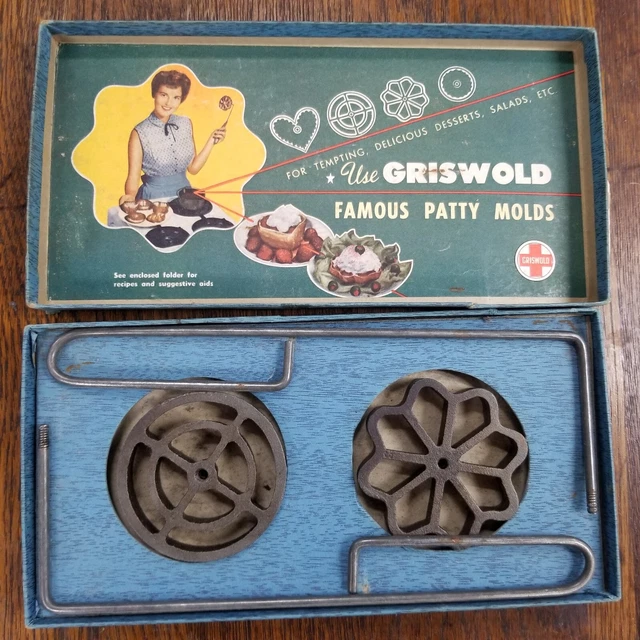 FOR TEMPTING, DELICIOUS DESSERTS, SALADS, ETC.
Use GRISWOLD
FAMOUS PATTY MOLDS
GRISWOLD
See enclosed folder for
recipes and suggestive aids